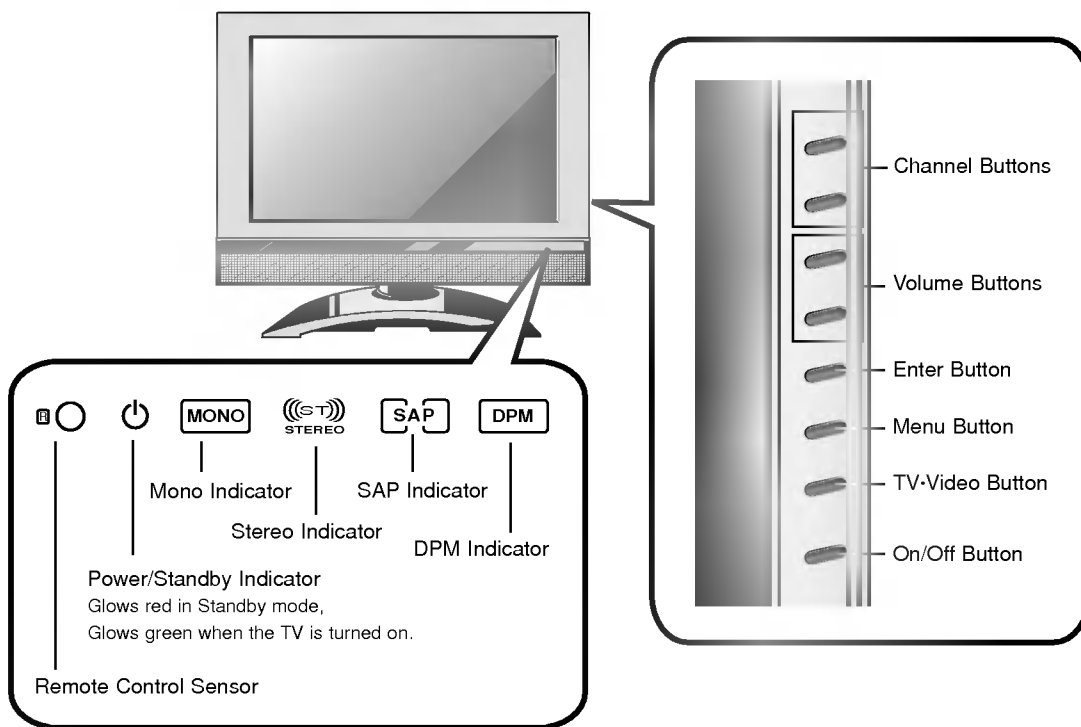 Channel Buttons
Volume Buttons
Enter Button
Menu Button
TV·Video Button
On/Off Button
R
MONO
ST
STEREO
SAP
DPM
Mono Indicator
SAP Indicator
Stereo Indicator
DPM Indicator
Power/Standby Indicator
Glows red in Standby mode,
Glows green when the TV is turned on.
Remote Control Sensor